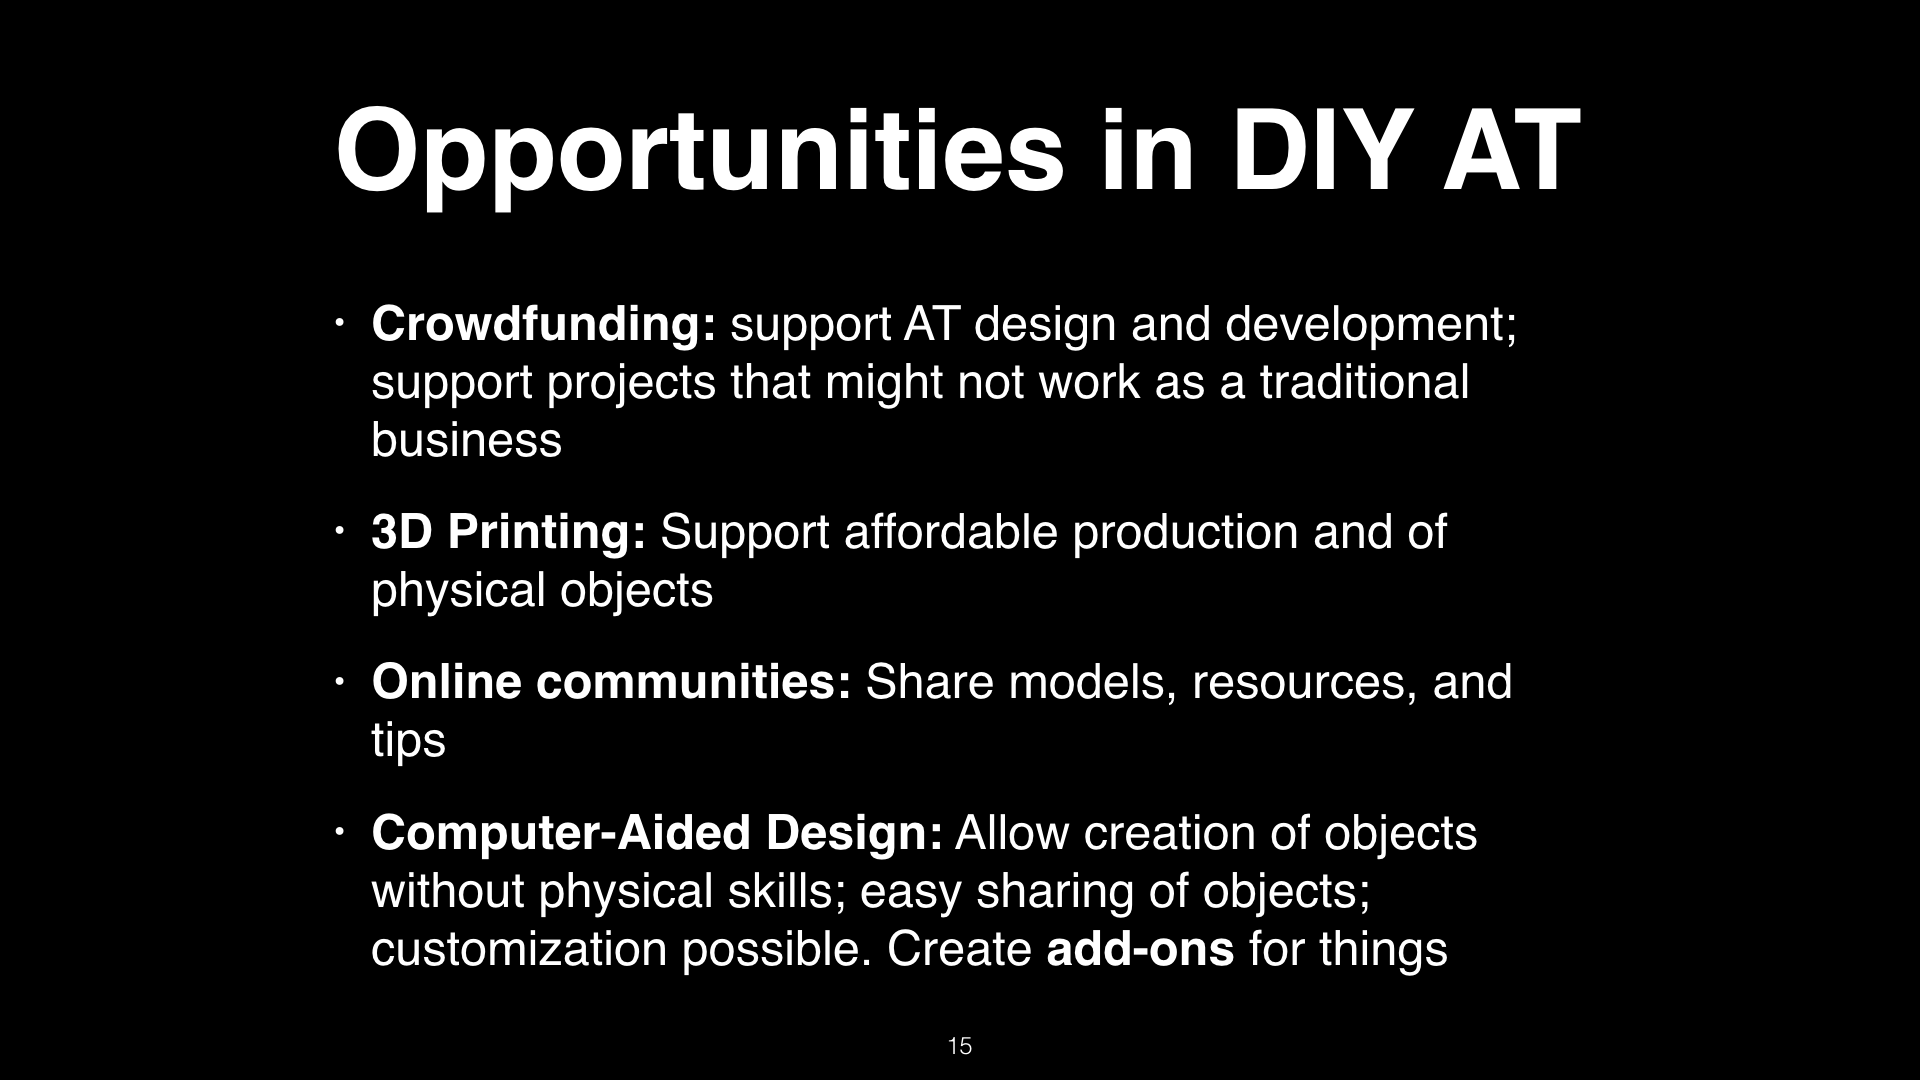 Opportunities in DIY AT
• Crowdfunding: support AT design and development;
support projects that might not work as a traditional
business
• 3D Printing: Support affordable production and of
physical objects
• Online communities: Share models, resources, and
tips
• Computer-Aided Design: Allow creation of objects
without physical skills; easy sharing of objects;
customization possible. Create add-ons for things
15